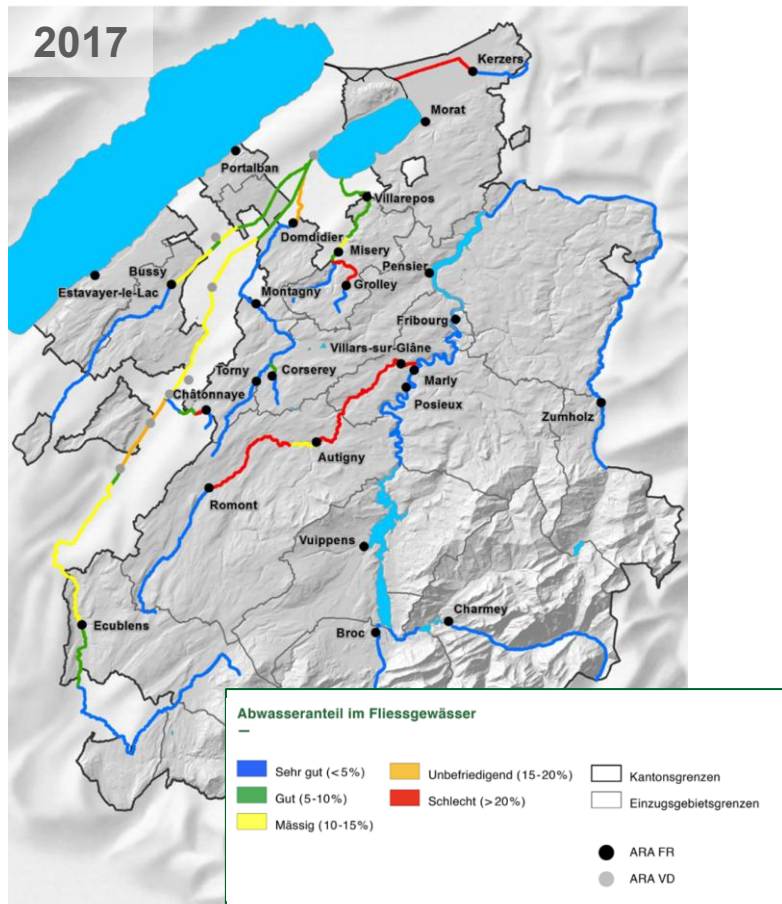 2017
Kerzers
Morat
Portalban
Villarepos
Domdidier
Misery
Bussy
Pensier
Estavayer-le-Lac
Grolley
Montagny
Fribourg
Villars-sur-Glâne
Torny
Corserey
Marly
Châtonnaye
Posieux
Zumholz
Autigny
Romont
Vuippens
Charmey
Ecublens
Broc
Abwasseranteil im Fliessgewässer
Sehr gut (<5%)
Unbefriedigend (15-20%)
Kantonsgrenzen
Gut (5-10%)
Schlecht (>20%)
Einzugsgebietsgrenzen
Mässig (10-15%)
ARA FR
ARA VD